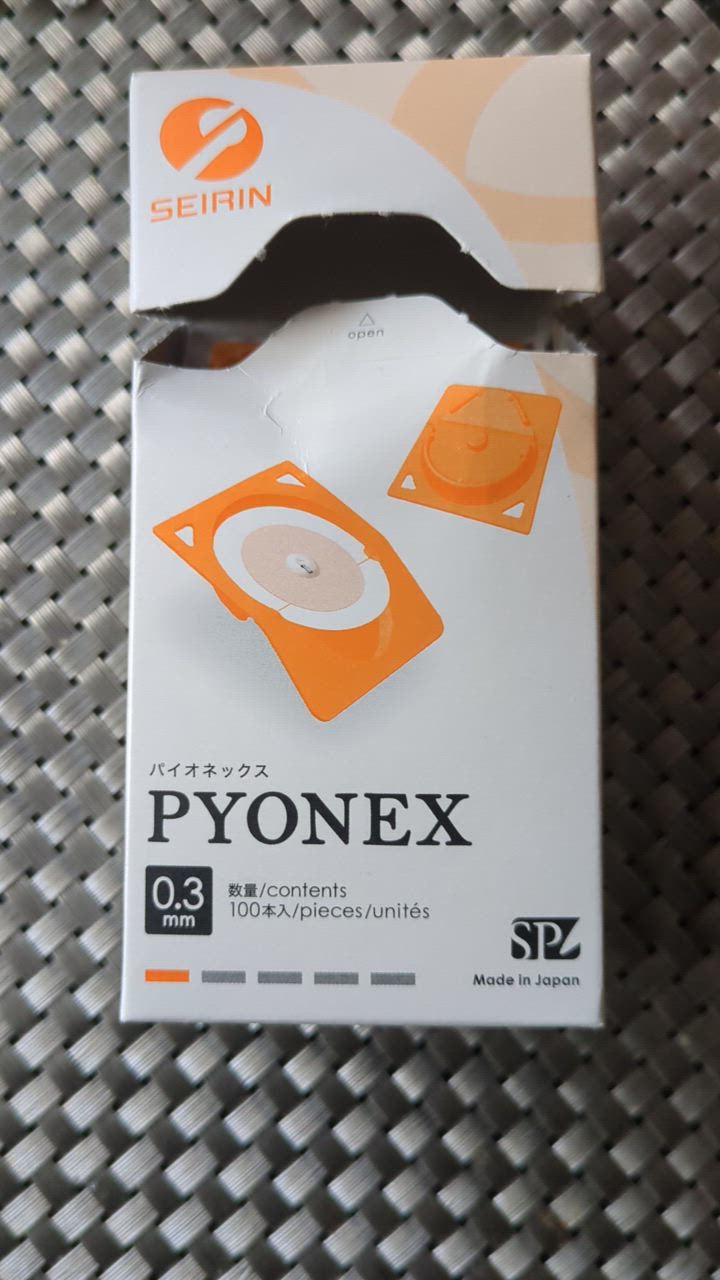 SEIRIN
open
パイオネックス
PYONEX
0.3
mm
数量/contents
100本入/pieces/unités
SPZ
Made in Japan